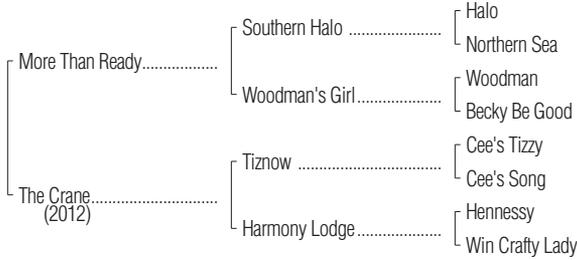 Halo
Southern Halo
Northern Sea
More Than Ready
Woodman
Woodman's Girl
Becky Be Good
Cee's Tizzy
Tiznow
Cee's Song
The Crane
(2012)
Hennessy
Harmony Lodge
Win Crafty Lady